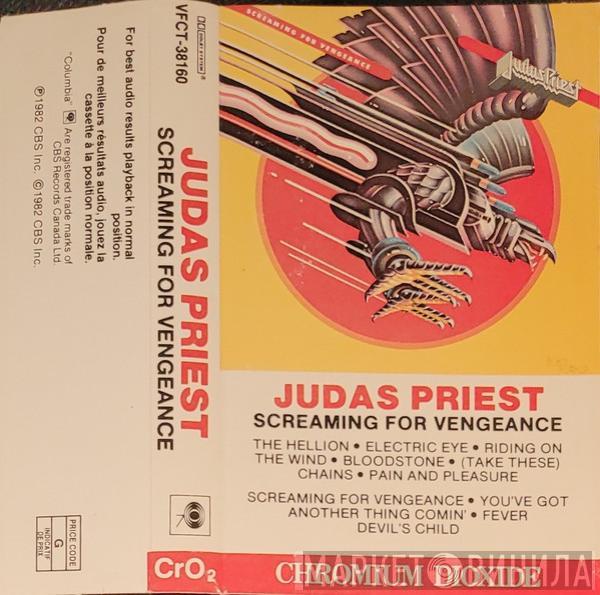 VFCT-38160
For best audio results playback in normal
position.
Pour de meilleurs résultats audio, jouez la
cassette à la position normale.
"Columbia" Are registered trade marks of
CBS Records Canada Ltd.
℗1982 CBS Inc. ©1982 CBS Inc.
PRICE CODE
G
INDICATIF
DE PRIX
JUDAS PRIEST
SCREAMING FOR VENGEANCE
CrO₂
SCREAMING FOR VENGEANCE
Judas Priest
JUDAS PRIEST
SCREAMING FOR VENGEANCE
THE HELLION • ELECTRIC EYE • RIDING ON
THE WIND • BLOODSTONE • (TAKE THESE)
CHAINS • PAIN AND PLEASURE
SCREAMING FOR VENGEANCE • YOU'VE GOT
ANOTHER THING COMIN' • FEVER
DEVIL'S CHILD
CHROMIUM DIOXIDE
МАРКЕТ ВИНИЛА